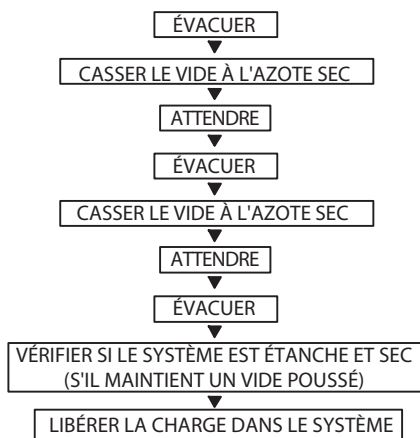 ÉVACUER
CASSER LE VIDE À L'AZOTE SEC
ATTENDRE
ÉVACUER
CASSER LE VIDE À L'AZOTE SEC
ATTENDRE
ÉVACUER
VÉRIFIER SI LE SYSTÈME EST ÉTANCHE ET SEC
(S'IL MAINTIENT UN VIDE POUSSÉ)
LIBÉRER LA CHARGE DANS LE SYSTÈME